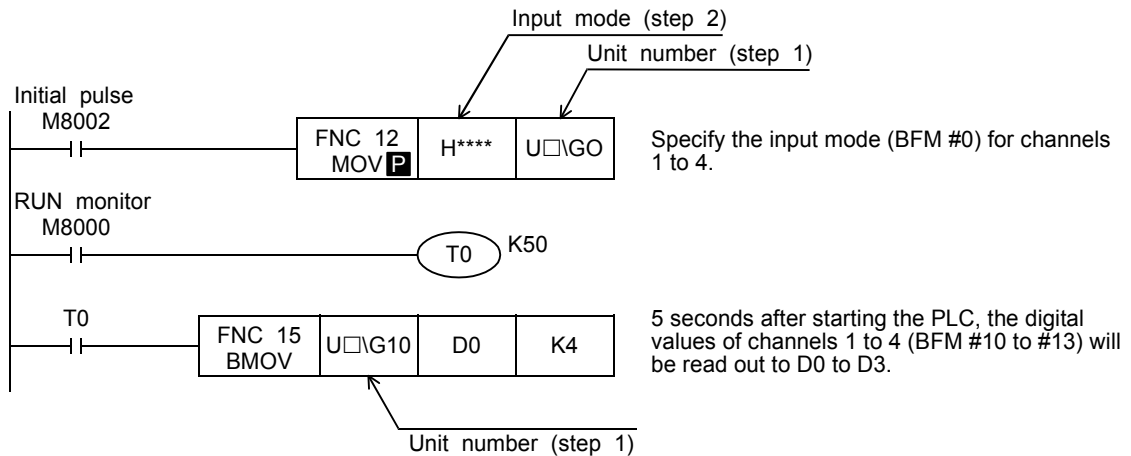 Input mode (step 2)
Unit number (step 1)
Initial pulse
M8002
FNC 12
MOV P
H****
U□\GO
Specify the input mode (BFM #0) for channels
1 to 4.
RUN monitor
M8000
T0
K50
T0
FNC 15
BMOV
U□\G10
D0
K4
5 seconds after starting the PLC, the digital
values of channels 1 to 4 (BFM #10 to #13) will
be read out to D0 to D3.
Unit number (step 1)